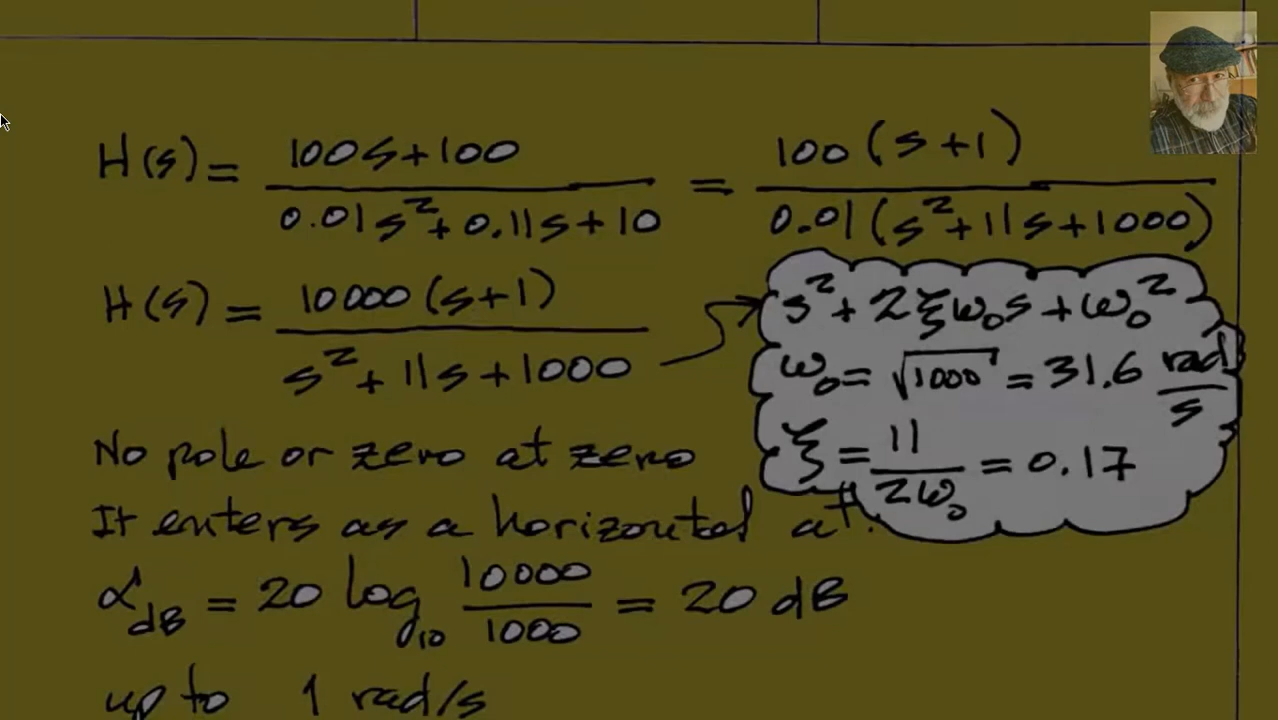 H(s) = (100s+100)/(0.01s²+0.11s+10) = 100(s+1)/(0.01(s²+11s+1000))
H(s) = 10000(s+1)/(s²+11s+1000)
s²+2ξω₀s+ω₀²
ω₀ = √1000 = 31.6 rad/s
ξ = 11/(2ω₀) = 0.17
No pole or zero at zero
It enters as a horizontal at:
α_dB = 20 log₁₀ 10000/1000 = 20 dB
up to 1 rad/s